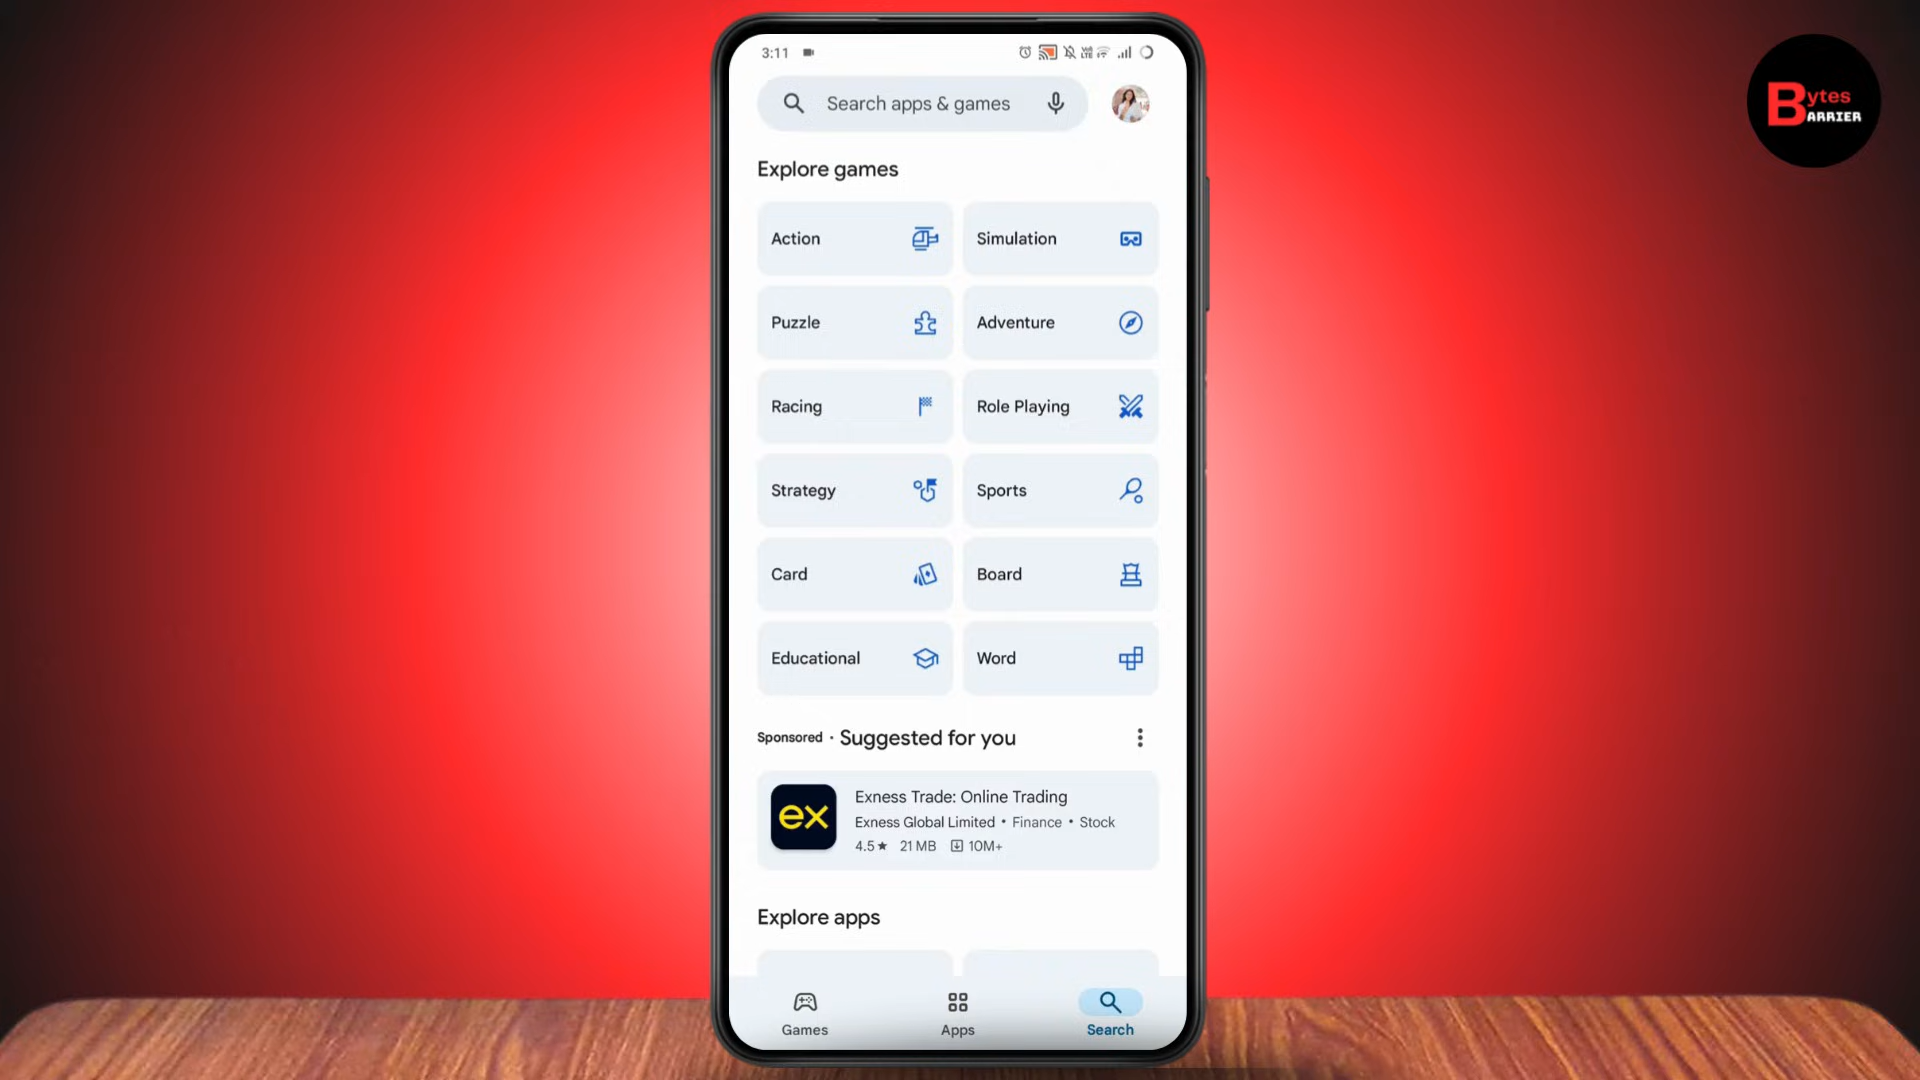 3:11
Search apps & games
Bytes
BARRIER
Explore games
Action
Simulation
Puzzle
Adventure
Racing
Role Playing
Strategy
Sports
Card
Board
Educational
Word
Sponsored · Suggested for you
ex
Exness Trade: Online Trading
Exness Global Limited • Finance • Stock
4.5★ 21 MB 10M+
Explore apps
Games
Apps
Search